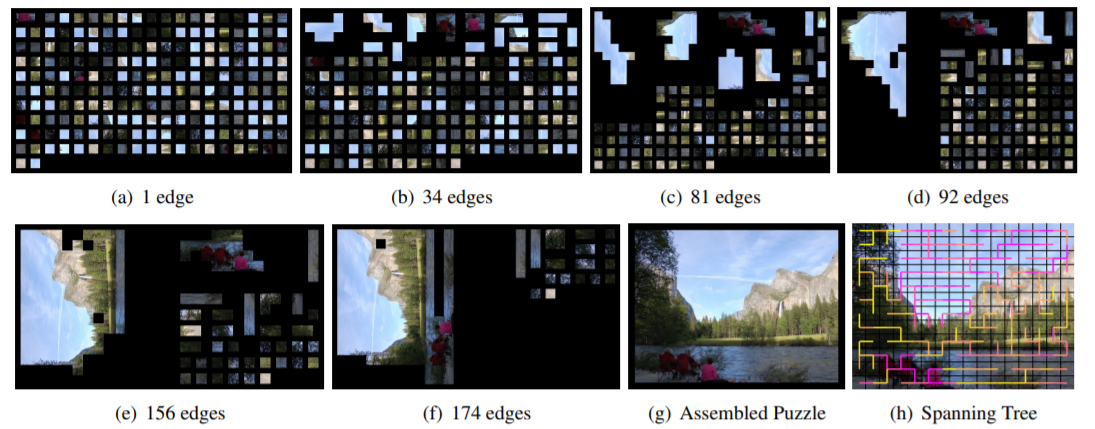 (a) 1 edge
(b) 34 edges
(c) 81 edges
(d) 92 edges
(e) 156 edges
(f) 174 edges
(g) Assembled Puzzle
(h) Spanning Tree